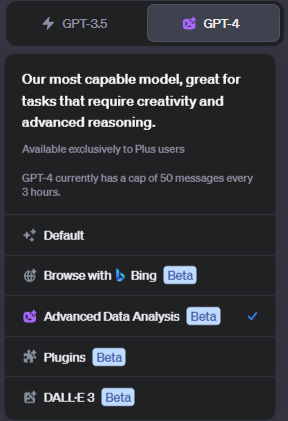 GPT-3.5 GPT-4
Our most capable model, great for
tasks that require creativity and
advanced reasoning.
Available exclusively to Plus users
GPT-4 currently has a cap of 50 messages every
3 hours.
Default
Browse with Bing Beta
Advanced Data Analysis Beta
Plugins Beta
DALL·E 3 Beta